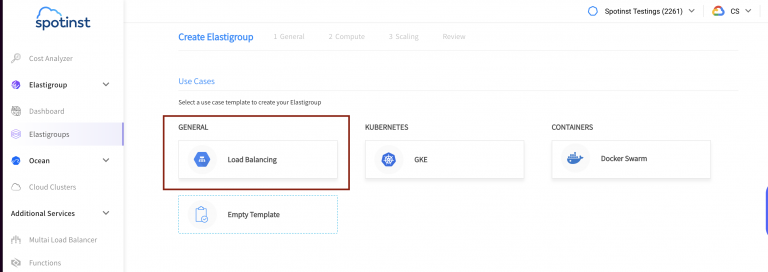 spotinst
Spotinst Testings (2261)
CS
Cost Analyzer
Elastigroup
Dashboard
Elastigroups
Ocean
Cloud Clusters
Additional Services
Multai Load Balancer
Functions
Create Elastigroup
1 General
2 Compute
3 Scaling
Review
Use Cases
Select a use case template to create your Elastigroup
GENERAL
Load Balancing
Empty Template
KUBERNETES
GKE
CONTAINERS
Docker Swarm